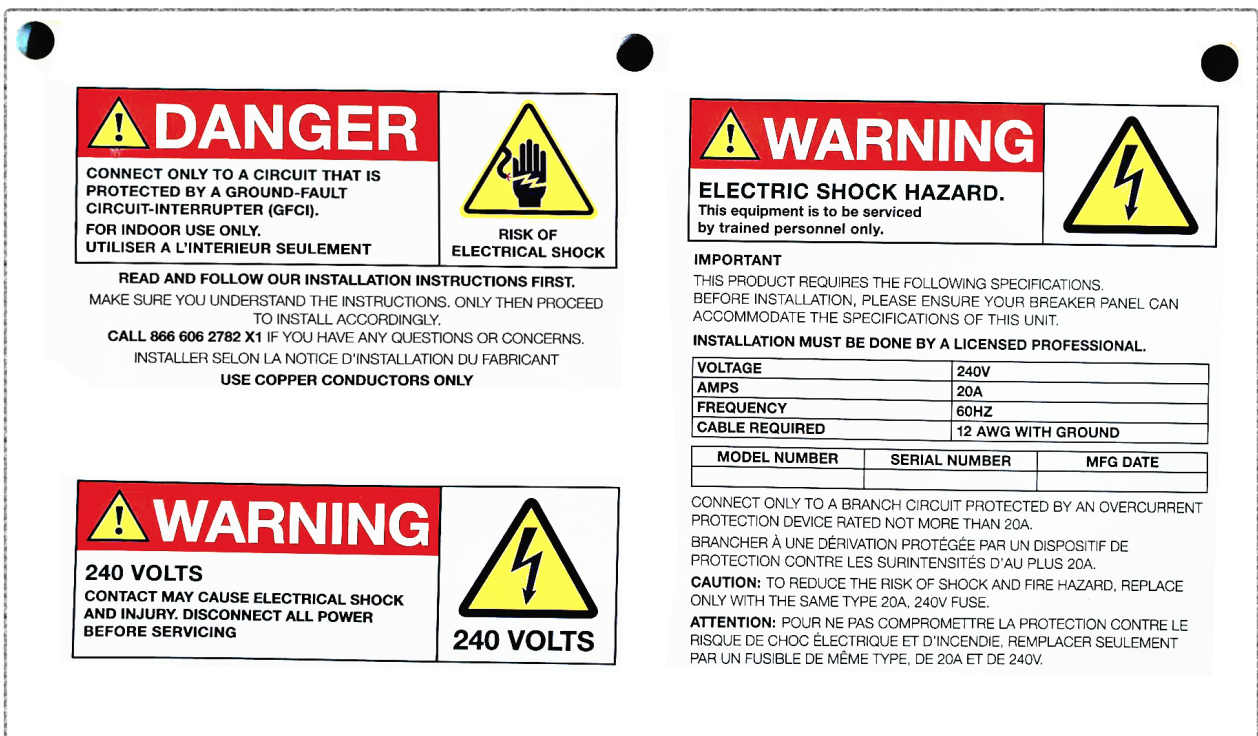 DANGER
CONNECT ONLY TO A CIRCUIT THAT IS
PROTECTED BY A GROUND-FAULT
CIRCUIT-INTERRUPTER (GFCI).
FOR INDOOR USE ONLY.
UTILISER A L'INTERIEUR SEULEMENT
RISK OF
ELECTRICAL SHOCK
READ AND FOLLOW OUR INSTALLATION INSTRUCTIONS FIRST.
MAKE SURE YOU UNDERSTAND THE INSTRUCTIONS. ONLY THEN PROCEED
TO INSTALL ACCORDINGLY.
CALL 866 606 2782 X1 IF YOU HAVE ANY QUESTIONS OR CONCERNS.
INSTALLER SELON LA NOTICE D'INSTALLATION DU FABRICANT
USE COPPER CONDUCTORS ONLY
WARNING
240 VOLTS
CONTACT MAY CAUSE ELECTRICAL SHOCK
AND INJURY. DISCONNECT ALL POWER
BEFORE SERVICING
240 VOLTS
WARNING
ELECTRIC SHOCK HAZARD.
This equipment is to be serviced
by trained personnel only.
IMPORTANT
THIS PRODUCT REQUIRES THE FOLLOWING SPECIFICATIONS.
BEFORE INSTALLATION, PLEASE ENSURE YOUR BREAKER PANEL CAN
ACCOMMODATE THE SPECIFICATIONS OF THIS UNIT.
INSTALLATION MUST BE DONE BY A LICENSED PROFESSIONAL.
VOLTAGE 240V
AMPS 20A
FREQUENCY 60HZ
CABLE REQUIRED 12 AWG WITH GROUND
MODEL NUMBER SERIAL NUMBER MFG DATE
CONNECT ONLY TO A BRANCH CIRCUIT PROTECTED BY AN OVERCURRENT
PROTECTION DEVICE RATED NOT MORE THAN 20A.
BRANCHER À UNE DÉRIVATION PROTÉGÉE PAR UN DISPOSITIF DE
PROTECTION CONTRE LES SURINTENSITÉS D'AU PLUS 20A.
CAUTION: TO REDUCE THE RISK OF SHOCK AND FIRE HAZARD, REPLACE
ONLY WITH THE SAME TYPE 20A, 240V FUSE.
ATTENTION: POUR NE PAS COMPROMETTRE LA PROTECTION CONTRE LE
RISQUE DE CHOC ÉLECTRIQUE ET D'INCENDIE, REMPLACER SEULEMENT
PAR UN FUSIBLE DE MÊME TYPE, DE 20A ET DE 240V.